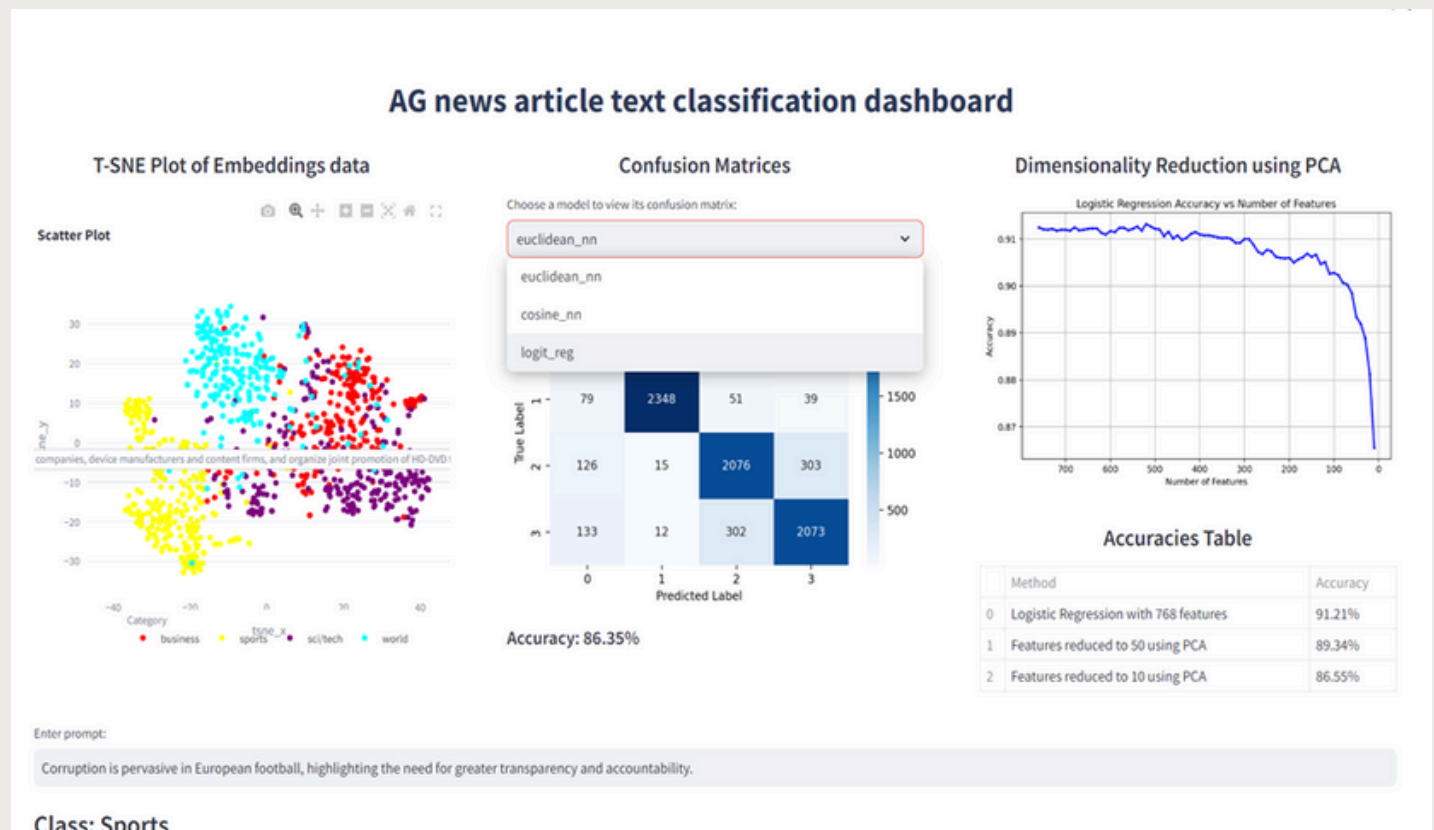 AG news article text classification dashboard
T-SNE Plot of Embeddings data
Scatter Plot
30
20
10
0
ne_y
companies, device manufacturers and content firms, and organize joint promotion of HD-DVD
-10
-20
-30
-40
-20
0
20
40
Category
tsne_x
business
sports
sci/tech
world
Confusion Matrices
Choose a model to view its confusion matrix:
euclidean_nn
euclidean_nn
cosine_nn
logit_reg
True Label
1 79 2348 51 39
2 126 15 2076 303
3 133 12 302 2073
0 1 2 3
Predicted Label
1500
1000
500
Accuracy: 86.35%
Dimensionality Reduction using PCA
Logistic Regression Accuracy vs Number of Features
0.91
0.90
0.89
0.88
0.87
Accuracy
700 600 500 400 300 200 100 0
Number of Features
Accuracies Table
Method Accuracy
0 Logistic Regression with 768 features 91.21%
1 Features reduced to 50 using PCA 89.34%
2 Features reduced to 10 using PCA 86.55%
Enter prompt:
Corruption is pervasive in European football, highlighting the need for greater transparency and accountability.
Class: Sports